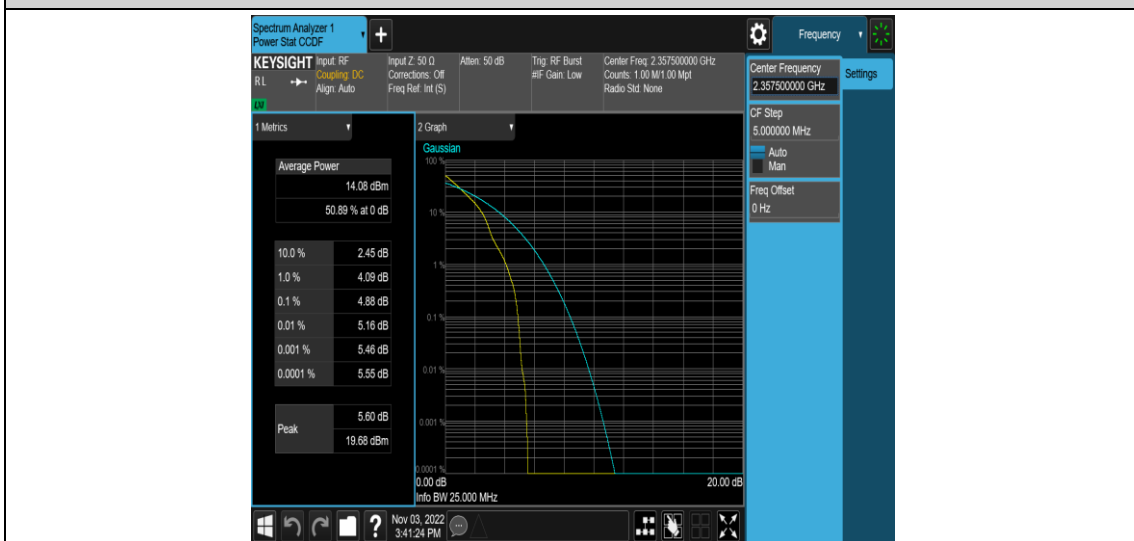 Spectrum Analyzer 1
Power Stat CCDF
+
Frequency
KEYSIGHT
RL
LXI
Input: RF
Coupling: DC
Align: Auto
Input Z: 50 Ω
Corrections: Off
Freq Ref: Int (S)
Atten: 50 dB
Trig: RF Burst
#IF Gain: Low
Center Freq: 2.357500000 GHz
Counts: 1.00 M/1.00 Mpt
Radio Std: None
Center Frequency
2.357500000 GHz
Settings
CF Step
5.000000 MHz
Auto
Man
Freq Offset
0 Hz
1 Metrics
Average Power
14.08 dBm
50.89 % at 0 dB
10.0 % 2.45 dB
1.0 % 4.09 dB
0.1 % 4.88 dB
0.01 % 5.16 dB
0.001 % 5.46 dB
0.0001 % 5.55 dB
Peak
5.60 dB
19.68 dBm
2 Graph
Gaussian
100 %
10 %
1 %
0.1 %
0.01 %
0.001 %
0.0001 %
0.00 dB 20.00 dB
Info BW 25.000 MHz
?
Nov 03, 2022
3:41:24 PM